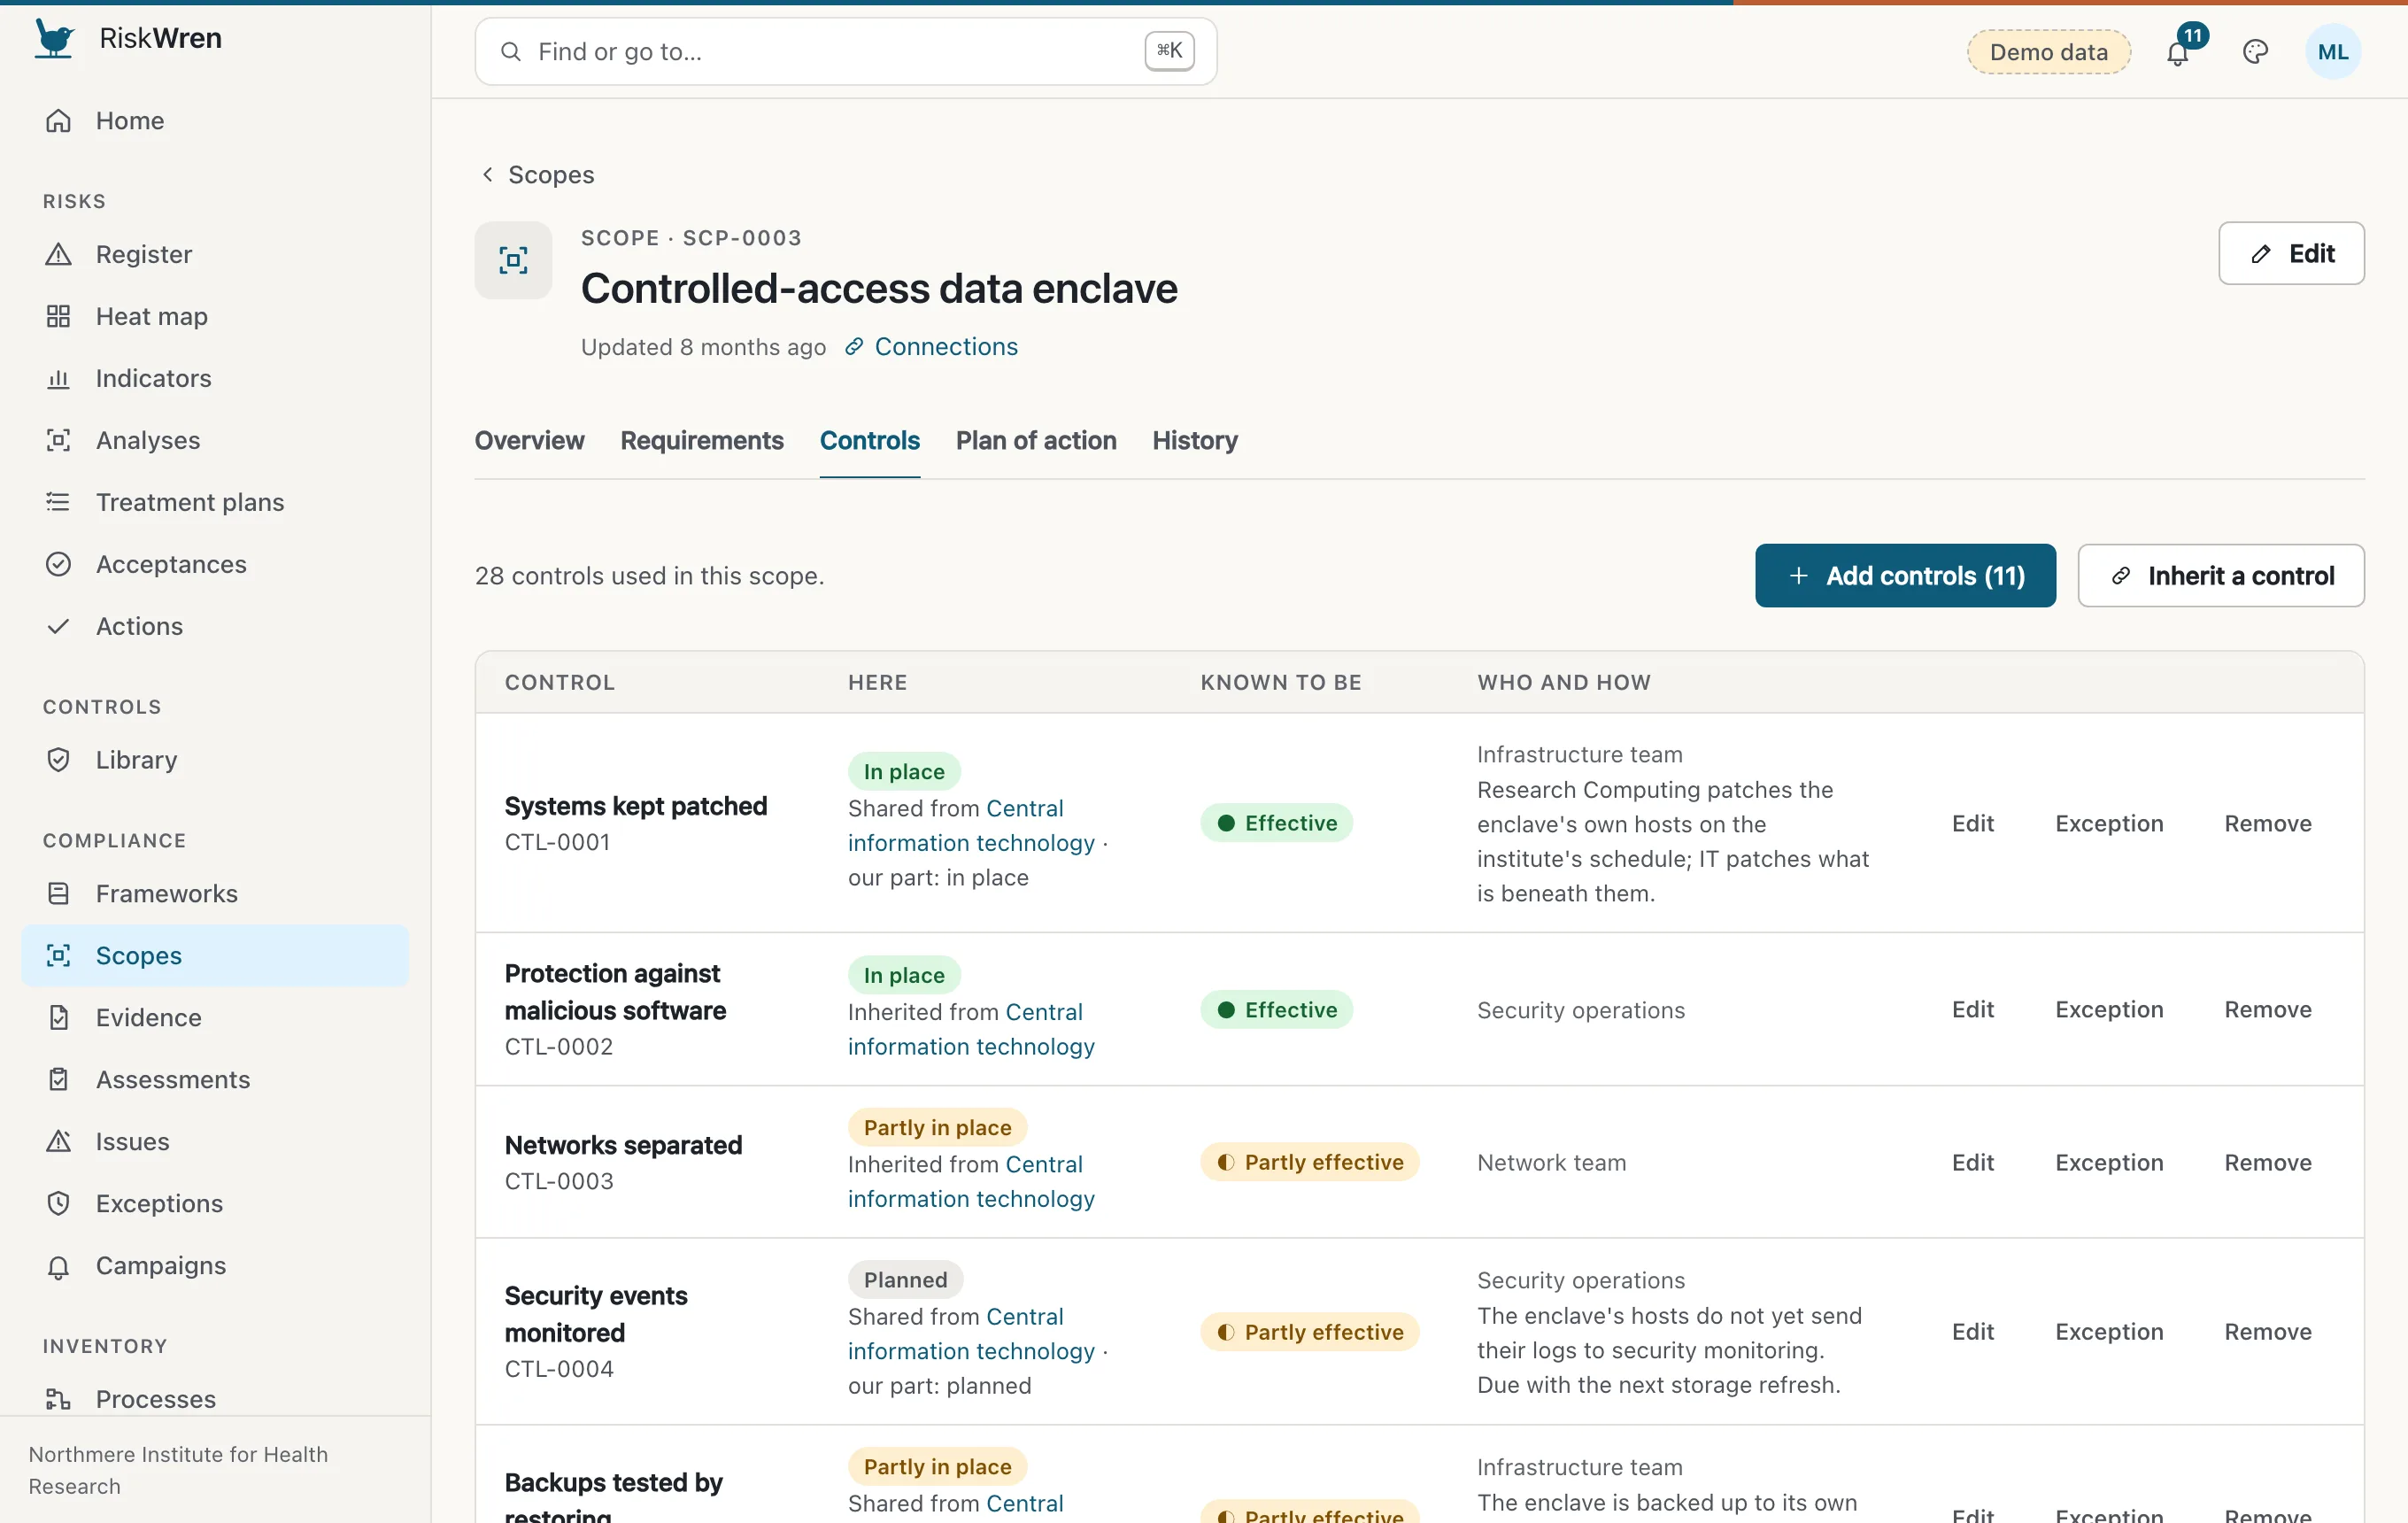 RiskWren
Find or go to...
⌘K
Demo data
11
ML
Home
RISKS
Register
Heat map
Indicators
Analyses
Treatment plans
Acceptances
Actions
CONTROLS
Library
COMPLIANCE
Frameworks
Scopes
Evidence
Assessments
Issues
Exceptions
Campaigns
INVENTORY
Processes
Northmere Institute for Health
Research
Scopes
SCOPE · SCP-0003
Controlled-access data enclave
Updated 8 months ago Connections
Edit
Overview Requirements Controls Plan of action History
28 controls used in this scope.
Add controls (11)
Inherit a control
CONTROL HERE KNOWN TO BE WHO AND HOW
Systems kept patched
CTL-0001
In place
Shared from Central
information technology ·
our part: in place
Effective
Infrastructure team
Research Computing patches the
enclave's own hosts on the
institute's schedule; IT patches what
is beneath them.
Edit Exception Remove
Protection against
malicious software
CTL-0002
In place
Inherited from Central
information technology
Effective
Security operations
Edit Exception Remove
Networks separated
CTL-0003
Partly in place
Inherited from Central
information technology
Partly effective
Network team
Edit Exception Remove
Security events
monitored
CTL-0004
Planned
Shared from Central
information technology ·
our part: planned
Partly effective
Security operations
The enclave's hosts do not yet send
their logs to security monitoring.
Due with the next storage refresh.
Edit Exception Remove
Backups tested by
restoring
Partly in place
Shared from Central
Partly effective
Infrastructure team
The enclave is backed up to its own
Edit Exception Remove